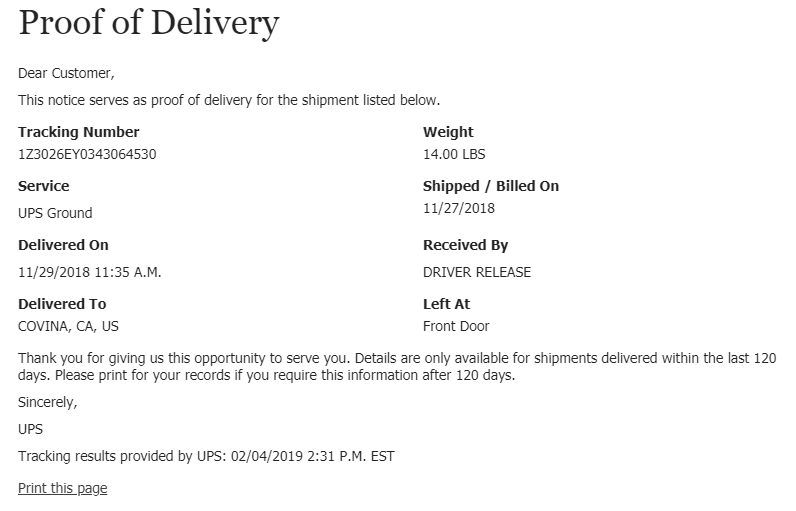 Proof of Delivery
Dear Customer,
This notice serves as proof of delivery for the shipment listed below.
Tracking Number
1Z3026EY0343064530
Weight
14.00 LBS
Service
UPS Ground
Shipped / Billed On
11/27/2018
Delivered On
11/29/2018 11:35 A.M.
Received By
DRIVER RELEASE
Delivered To
COVINA, CA, US
Left At
Front Door
Thank you for giving us this opportunity to serve you. Details are only available for shipments delivered within the last 120
days. Please print for your records if you require this information after 120 days.
Sincerely,
UPS
Tracking results provided by UPS: 02/04/2019 2:31 P.M. EST
Print this page